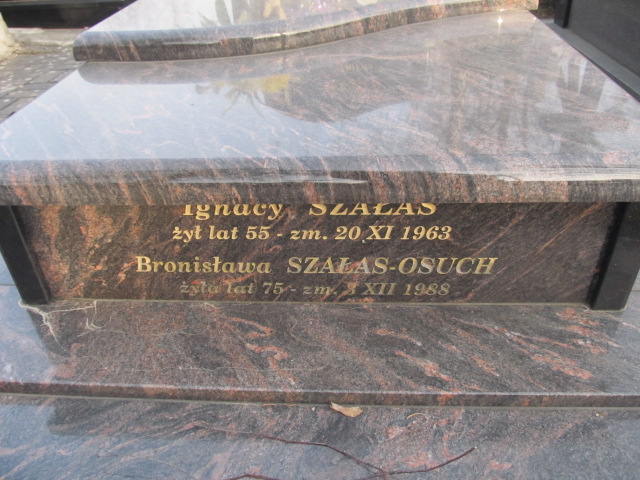 Ignacy SZAŁAS
żył lat 55 - zm. 20 XI 1963
Bronisława SZAŁAS-OSUCH
żyła lat 75 - zm. 3 XII 1988